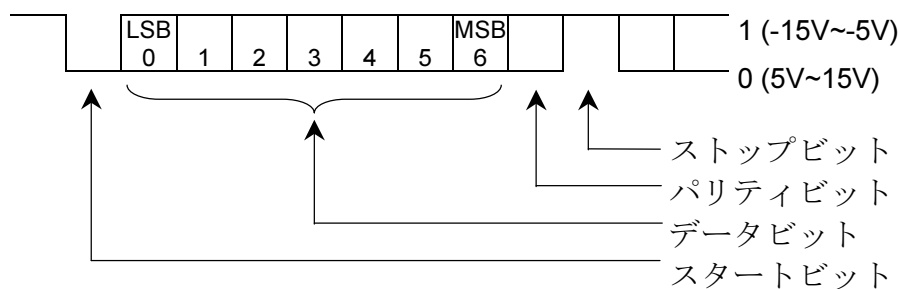 LSB MSB 1 (-15V~-5V)
0 1 2 3 4 5 6
0 (5V~15V)
ストップビット
パリティビット
データビット
スタートビット